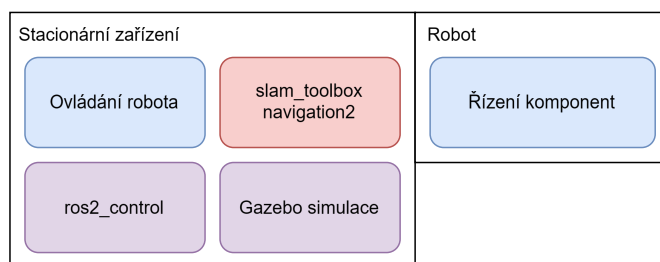 Stacionární zařízení
Ovládání robota
slam_toolbox
navigation2
ros2_control
Gazebo simulace
Robot
Řízení komponent